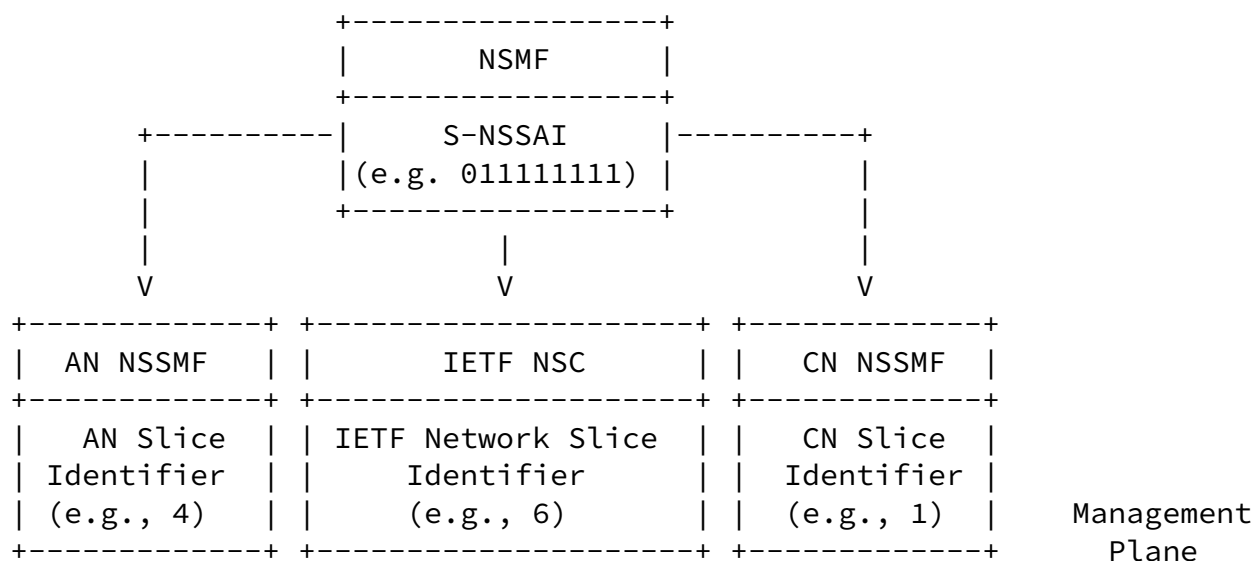 NSMF
S-NSSAI
(e.g. 011111111)
AN NSSMF IETF NSC CN NSSMF
AN Slice IETF Network Slice CN Slice
Identifier Identifier Identifier
(e.g., 4) (e.g., 6) (e.g., 1) Management
Plane